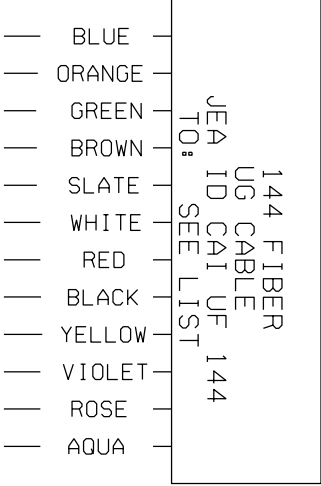 BLUE
ORANGE
GREEN
BROWN
SLATE
WHITE
RED
BLACK
YELLOW
VIOLET
ROSE
AQUA
144 FIBER
UG CABLE
JEA ID CAI UF 144
TO: SEE LIST